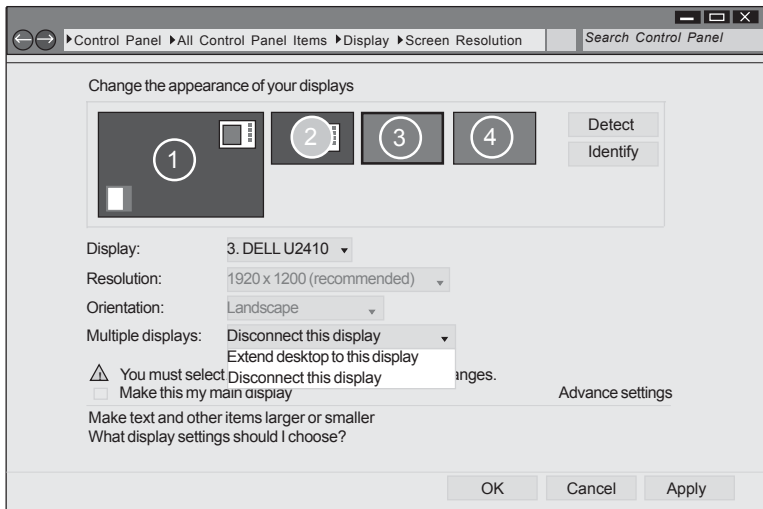 Control Panel All Control Panel Items Display Screen Resolution Search Control Panel
Change the appearance of your displays
1 2 3 4
Detect
Identify
Display: 3. DELL U2410
Resolution: 1920 x 1200 (recommended)
Orientation: Landscape
Multiple displays: Disconnect this display
Extend desktop to this display
You must select Disconnect this display anges.
Make this my main display Advance settings
Make text and other items larger or smaller
What display settings should I choose?
OK Cancel Apply